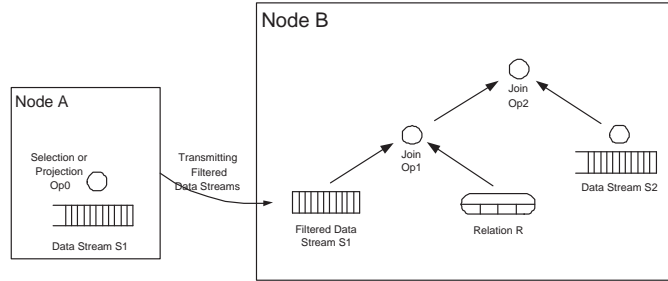 Node B
Node A
Join
Op2
Selection or
Projection
Op0
Transmitting
Filtered
Data Streams
Join
Op1
Data Stream S2
Data Stream S1
Filtered Data
Stream S1
Relation R